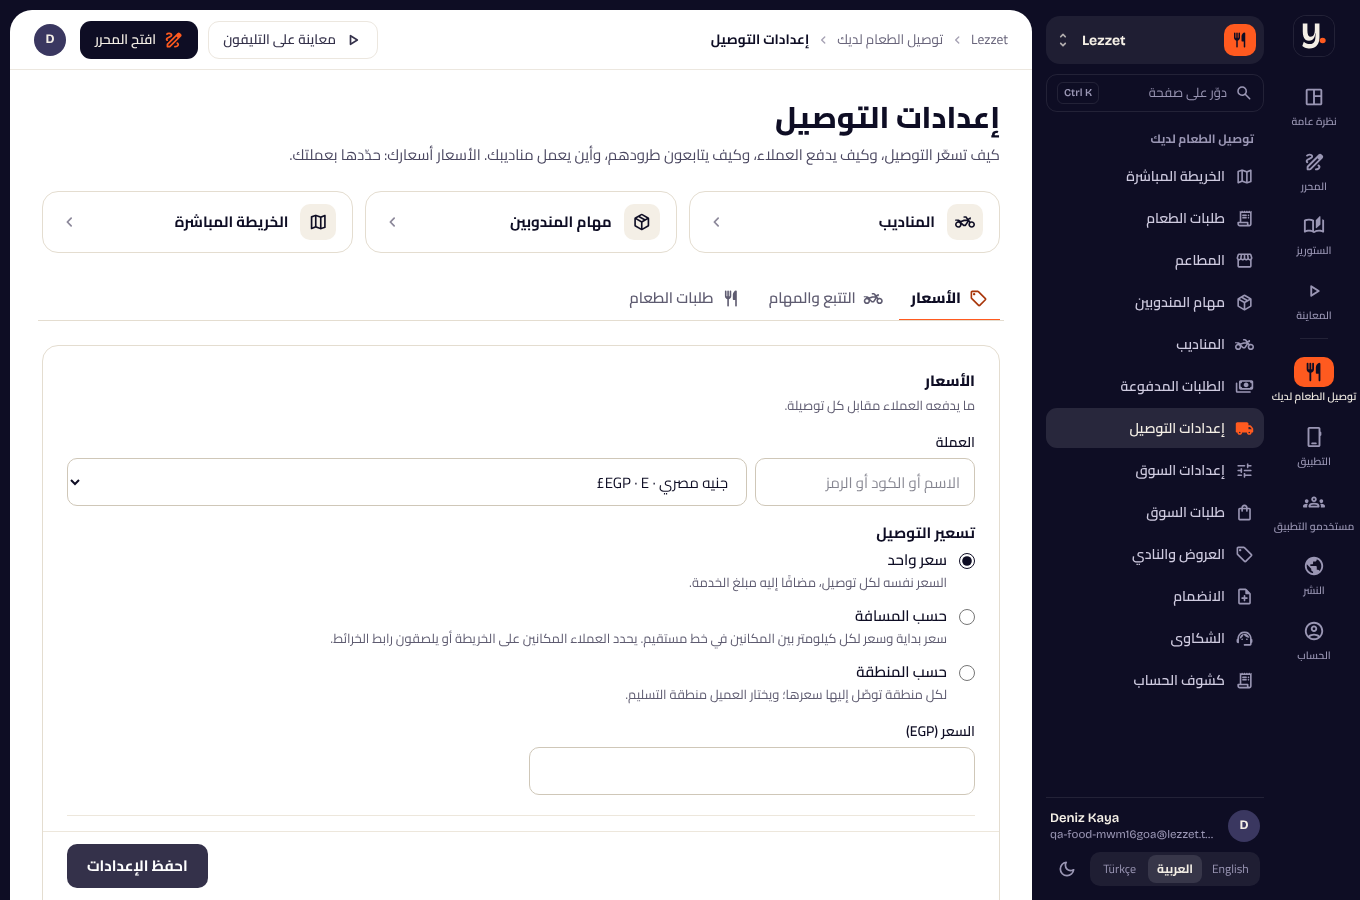 y.
نظرة عامة
المحرر
الستوريز
المعاينة
توصيل الطعام لديك
التطبيق
مستخدمو التطبيق
النشر
الحساب
Lezzet
دوّر على صفحة
Ctrl K
توصيل الطعام لديك
الخريطة المباشرة
طلبات الطعام
المطاعم
مهام المندوبين
المناديب
الطلبات المدفوعة
إعدادات التوصيل
إعدادات السوق
طلبات السوق
العروض والنادي
الانضمام
الشكاوى
كشوف الحساب
D
Deniz Kaya
qa-food-mwm16goa@lezzet.t...
English
العربية
Türkçe
Lezzet
توصيل الطعام لديك
إعدادات التوصيل
معاينة على التليفون
افتح المحرر
D
إعدادات التوصيل
كيف تسعّر التوصيل، وكيف يدفع العملاء، وكيف يتابعون طرودهم، وأين يعمل مناديبك. الأسعار أسعارك: حدّدها بعملتك.
المناديب
مهام المندوبين
الخريطة المباشرة
الأسعار
التتبع والمهام
طلبات الطعام
الأسعار
ما يدفعه العملاء مقابل كل توصيلة.
العملة
الاسم أو الكود أو الرمز
جنيه مصري · EGP · E£
تسعير التوصيل
سعر واحد
السعر نفسه لكل توصيل، مضافًا إليه مبلغ الخدمة.
حسب المسافة
سعر بداية وسعر لكل كيلومتر بين المكانين في خط مستقيم. يحدد العملاء المكانين على الخريطة أو يلصقون رابط الخرائط.
حسب المنطقة
لكل منطقة توصّل إليها سعرها؛ ويختار العميل منطقة التسليم.
السعر (EGP)
احفظ الإعدادات